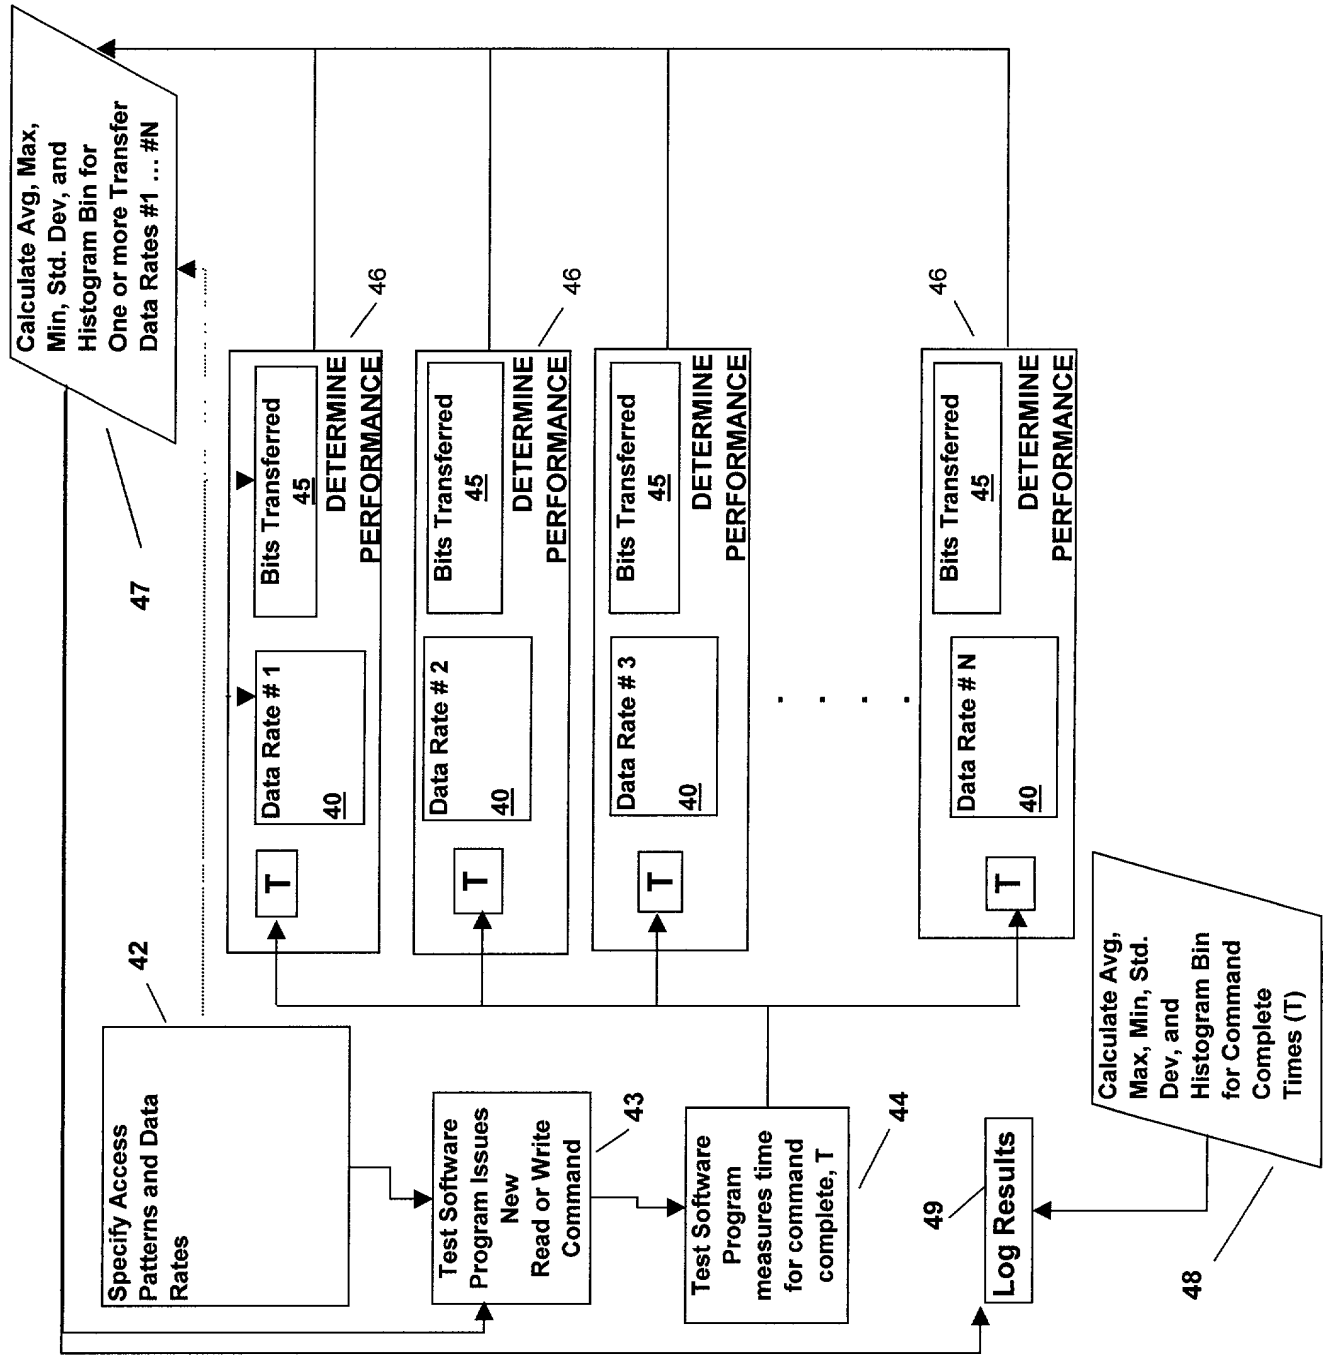 Specify Access
Patterns and Data
Rates
42
Test Software
Program Issues
New
Read or Write
Command
43
Test Software
Program
measures time
for command
complete, T
44
Log Results
49
Calculate Avg,
Max, Min, Std.
Dev, and
Histogram Bin
for Command
Complete
Times (T)
48
T
Data Rate # 1
40
Bits Transferred
45
DETERMINE
PERFORMANCE
46
T
Data Rate # 2
40
Bits Transferred
45
DETERMINE
PERFORMANCE
46
T
Data Rate # 3
40
Bits Transferred
45
DETERMINE
PERFORMANCE
. . . .
T
Data Rate # N
40
Bits Transferred
45
DETERMINE
PERFORMANCE
46
Calculate Avg, Max,
Min, Std. Dev, and
Histogram Bin for
One or more Transfer
Data Rates #1 ... #N
47